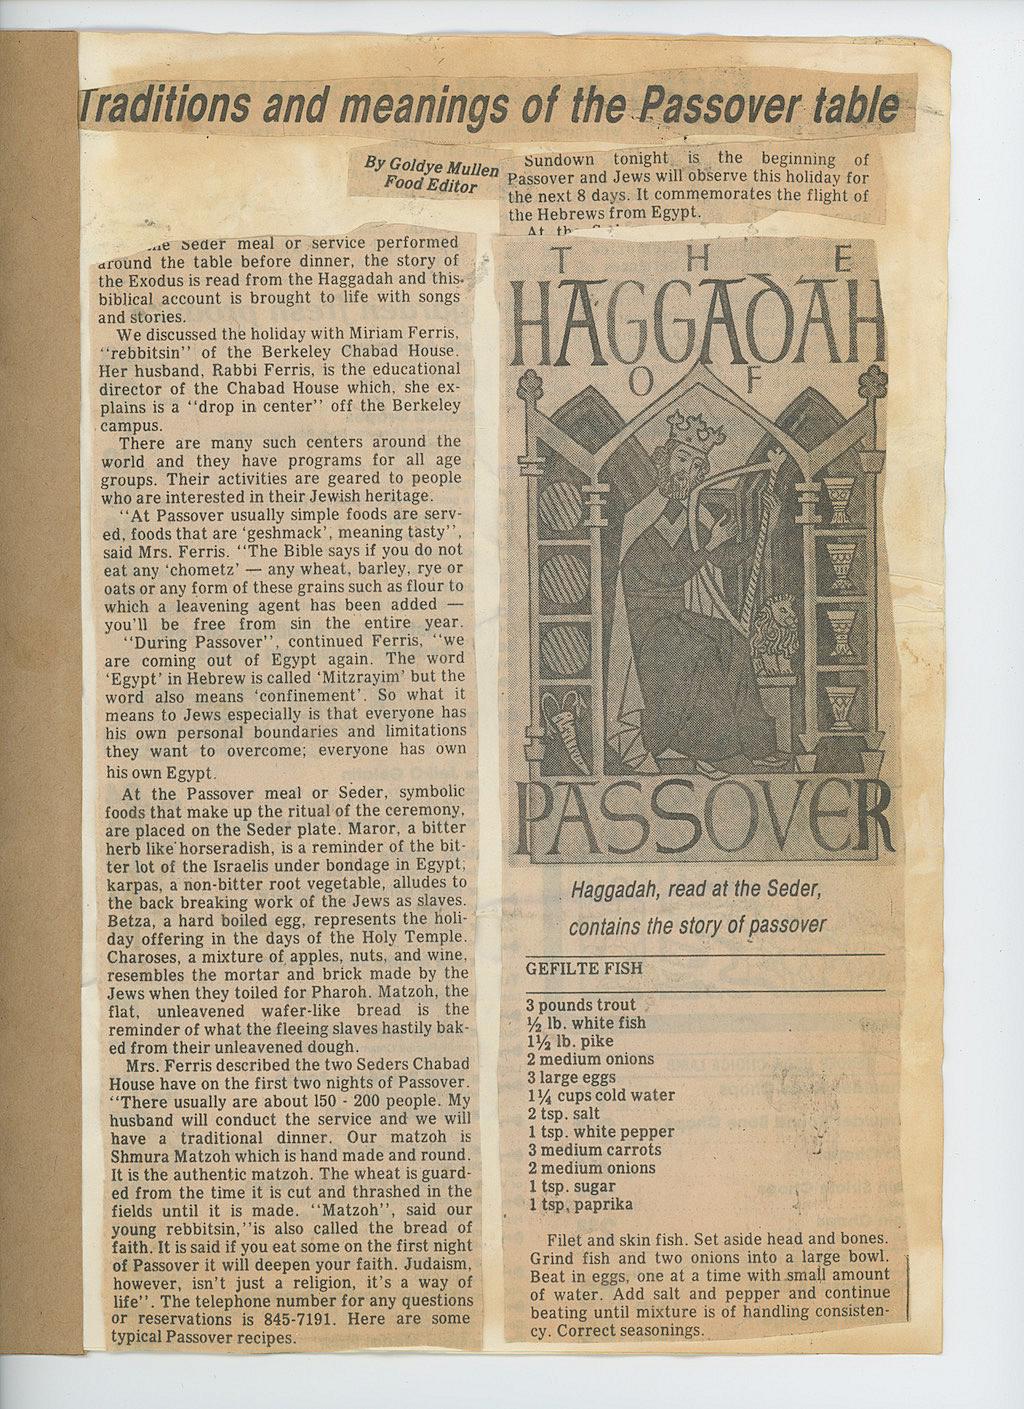 Traditions and meanings of the Passover table
By Goldye Mullen
Food Editor
Sundown tonight is the beginning of
Passover and Jews will observe this holiday for
the next 8 days. It commemorates the flight of
the Hebrews from Egypt.
At
Seder meal or service performed
around the table before dinner, the story of
the Exodus is read from the Haggadah and this
biblical account is brought to life with songs
and stories.
We discussed the holiday with Miriam Ferris,
"rebbitsin" of the Berkeley Chabad House.
Her husband, Rabbi Ferris, is the educational
director of the Chabad House which, she ex-
plains is a "drop in center" off the Berkeley
campus.
There are many such centers around the
world and they have programs for all age
groups. Their activities are geared to people
who are interested in their Jewish heritage.
"At Passover usually simple foods are serv-
ed, foods that are 'geshmack', meaning tasty",
said Mrs. Ferris. "The Bible says if you do not
eat any 'chometz' — any wheat, barley, rye or
oats or any form of these grains such as flour to
which a leavening agent has been added —
you'll be free from sin the entire year.
"During Passover", continued Ferris, "we
are coming out of Egypt again. The word
'Egypt' in Hebrew is called 'Mitzrayim' but the
word also means 'confinement'. So what it
means to Jews especially is that everyone has
his own personal boundaries and limitations
they want to overcome; everyone has own
his own Egypt.
At the Passover meal or Seder, symbolic
foods that make up the ritual of the ceremony,
are placed on the Seder plate. Maror, a bitter
herb like horseradish, is a reminder of the bit-
ter lot of the Israelis under bondage in Egypt;
karpas, a non-bitter root vegetable, alludes to
the back breaking work of the Jews as slaves.
Betza, a hard boiled egg, represents the holi-
day offering in the days of the Holy Temple.
Charoses, a mixture of apples, nuts, and wine,
resembles the mortar and brick made by the
Jews when they toiled for Pharoh. Matzoh, the
flat, unleavened wafer-like bread is the
reminder of what the fleeing slaves hastily bak-
ed from their unleavened dough.
Mrs. Ferris described the two Seders Chabad
House have on the first two nights of Passover.
"There usually are about 150 - 200 people. My
husband will conduct the service and we will
have a traditional dinner. Our matzoh is
Shmura Matzoh which is hand made and round.
It is the authentic matzoh. The wheat is guard-
ed from the time it is cut and thrashed in the
fields until it is made. "Matzoh", said our
young rebbitsin,"is also called the bread of
faith. It is said if you eat some on the first night
of Passover it will deepen your faith. Judaism,
however, isn't just a religion, it's a way of
life". The telephone number for any questions
or reservations is 845-7191. Here are some
typical Passover recipes.
THE
HAGGADAH
OF
PASSOVER
Haggadah, read at the Seder,
contains the story of passover
GEFILTE FISH
3 pounds trout
½ lb. white fish
1½ lb. pike
2 medium onions
3 large eggs
1¼ cups cold water
2 tsp. salt
1 tsp. white pepper
3 medium carrots
2 medium onions
1 tsp. sugar
1 tsp. paprika
Filet and skin fish. Set aside head and bones.
Grind fish and two onions into a large bowl.
Beat in eggs, one at a time with small amount
of water. Add salt and pepper and continue
beating until mixture is of handling consisten-
cy. Correct seasonings.